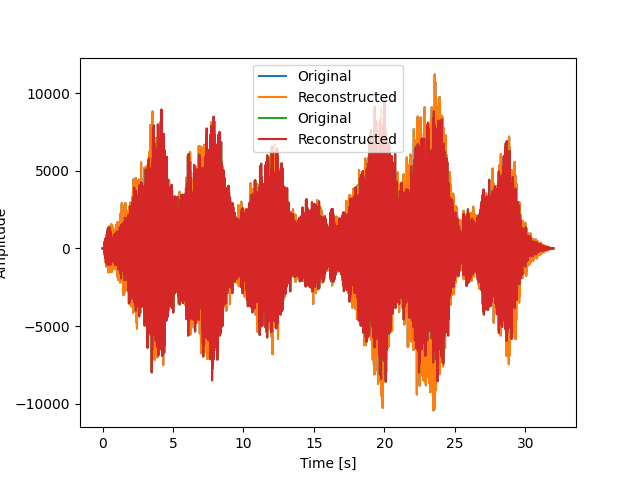 Original
Reconstructed
Original
Reconstructed
10000
5000
0
−5000
−10000
Amplitude
0 5 10 15 20 25 30
Time [s]